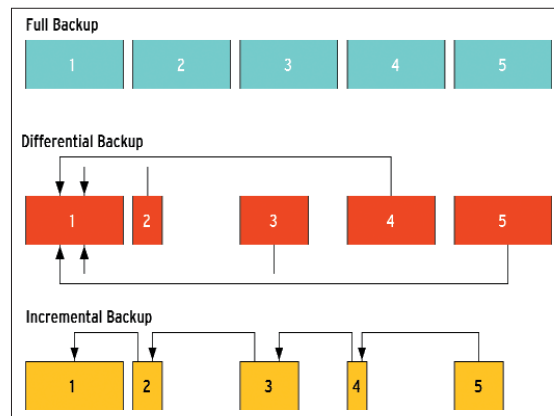 Full Backup
1 2 3 4 5
Differential Backup
1 2 3 4 5
Incremental Backup
1 2 3 4 5